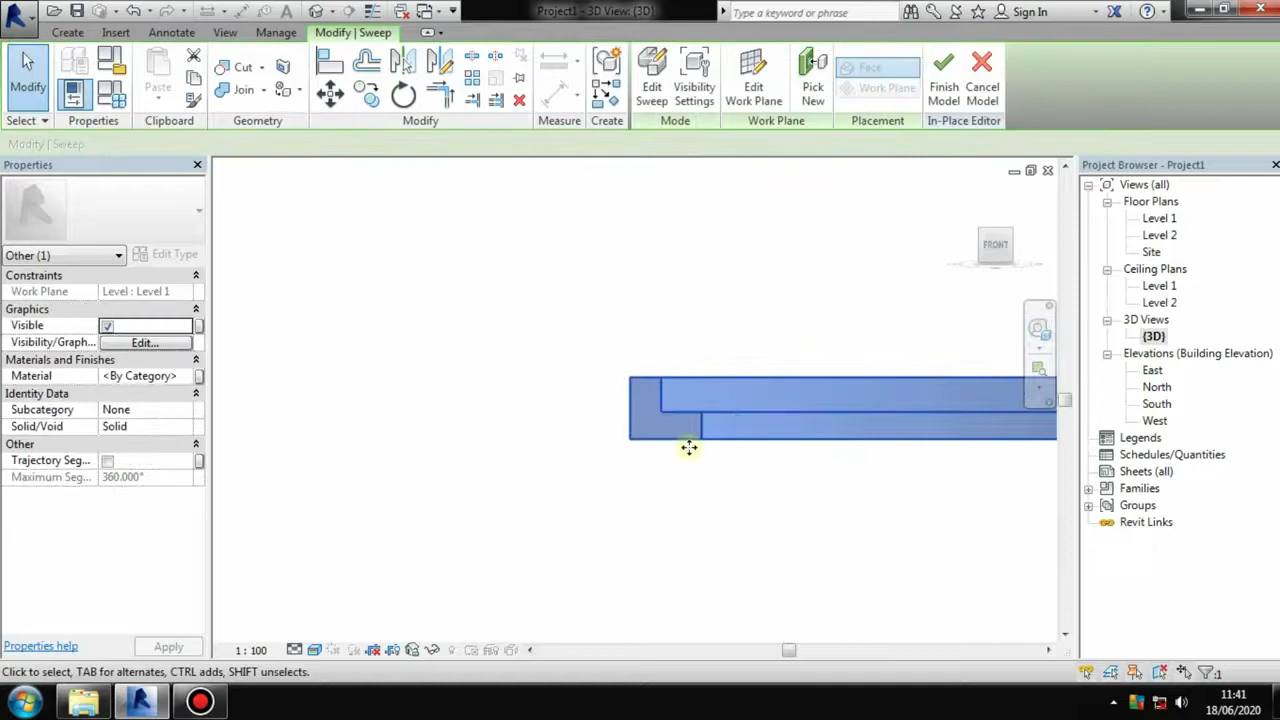 Project1 - 3D View: {3D}
Type a keyword or phrase
Sign In
Create
Insert
Annotate
View
Manage
Modify | Sweep
Modify
Paste
Cut
Join
Edit Sweep
Visibility Settings
Edit Work Plane
Pick New
Face
Work Plane
Finish Model
Cancel Model
Select
Properties
Clipboard
Geometry
Modify
Measure
Create
Mode
Work Plane
Placement
In-Place Editor
Modify | Sweep
Properties
Other (1)
Edit Type
Constraints
Work Plane
Level : Level 1
Graphics
Visible
Visibility/Graph...
Edit...
Materials and Finishes
Material
<By Category>
Identity Data
Subcategory
None
Solid/Void
Solid
Other
Trajectory Seg...
Maximum Seg...
360.000°
Properties help
Apply
FRONT
1 : 100
Project Browser - Project1
Views (all)
Floor Plans
Level 1
Level 2
Site
Ceiling Plans
Level 1
Level 2
3D Views
{3D}
Elevations (Building Elevation)
East
North
South
West
Legends
Schedules/Quantities
Sheets (all)
Families
Groups
Revit Links
Click to select, TAB for alternates, CTRL adds, SHIFT unselects.
:1
11:41
18/06/2020